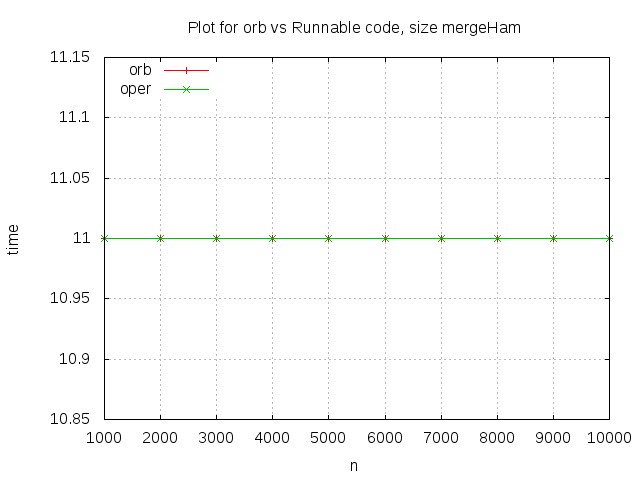 Plot for orb vs Runnable code, size mergeHam
11.15
orb
oper
11.1
11.05
time
11
10.95
10.9
10.85
1000 2000 3000 4000 5000 6000 7000 8000 9000 10000
n